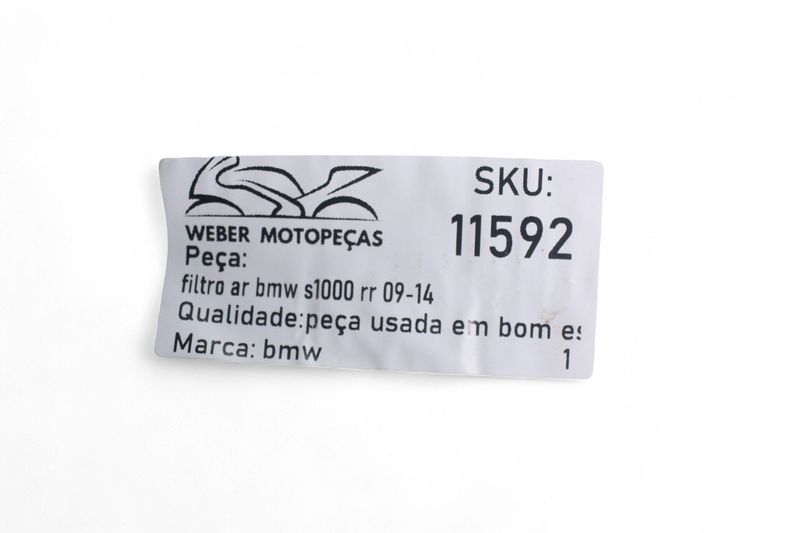 SKU:
11592
WEBER MOTOPEÇAS
Peça:
filtro ar bmw s1000 rr 09-14
Qualidade:peça usada em bom es
Marca: bmw
1